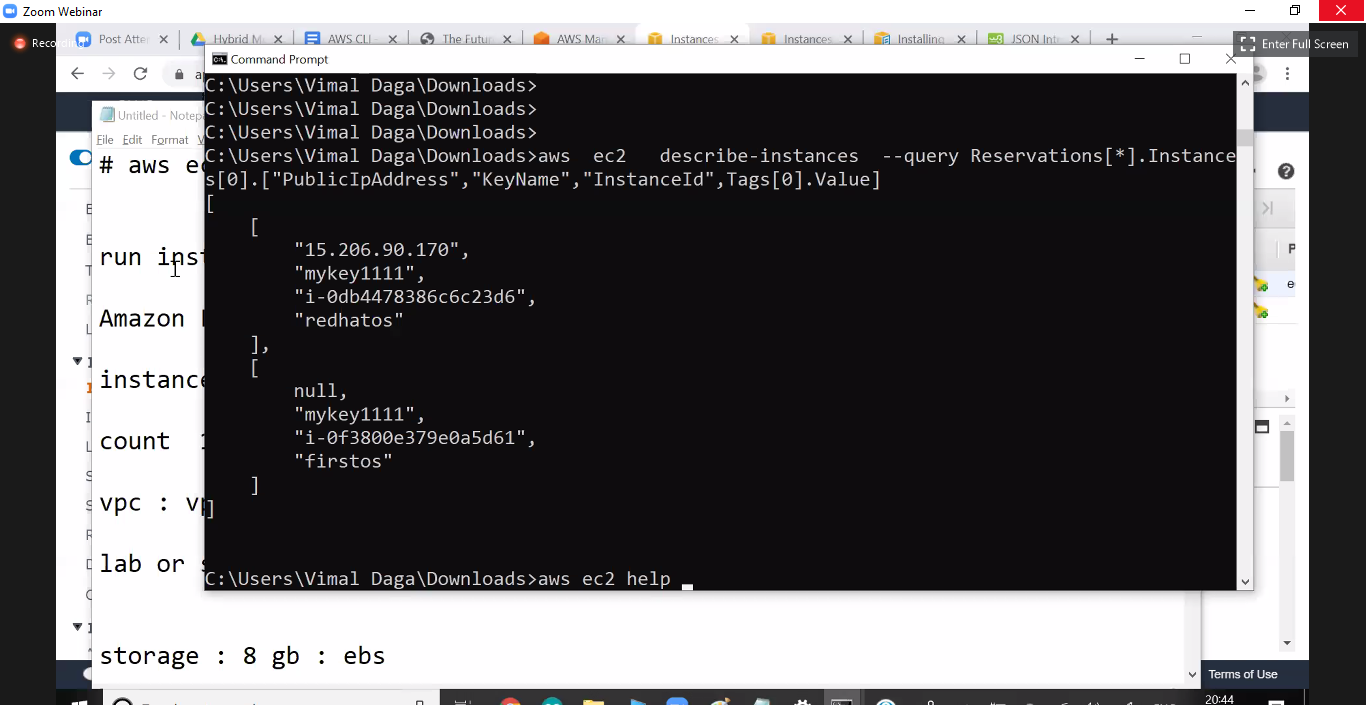 Zoom Webinar
Recording
Post Atte
Hybrid M
AWS CLI -
The Futur
AWS Man
Instances
Instances
Installing
JSON Int
Enter Full Screen
Command Prompt
Untitled - Notep
File Edit Format V
# aws ec
run inst
Amazon
instance
count 1
vpc : vp
lab or s
storage : 8 gb : ebs
C:\Users\Vimal Daga\Downloads>
C:\Users\Vimal Daga\Downloads>
C:\Users\Vimal Daga\Downloads>
C:\Users\Vimal Daga\Downloads>aws ec2 describe-instances --query Reservations[*].Instance
s[0].["PublicIpAddress","KeyName","InstanceId",Tags[0].Value]
[
[
"15.206.90.170",
"mykey1111",
"i-0db4478386c6c23d6",
"redhatos"
],
[
null,
"mykey1111",
"i-0f3800e379e0a5d61",
"firstos"
]
]
C:\Users\Vimal Daga\Downloads>aws ec2 help
Terms of Use
20:44